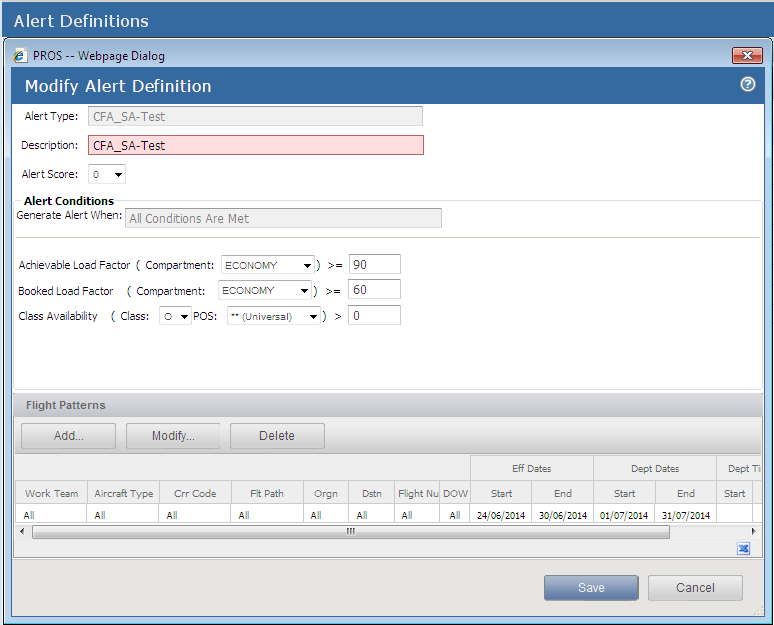 Alert Definitions
PROS -- Webpage Dialog
Modify Alert Definition ?
Alert Type: CFA_SA-Test
Description: CFA_SA-Test
Alert Score: 0
Alert Conditions
Generate Alert When: All Conditions Are Met
Achievable Load Factor ( Compartment: ECONOMY ) >= 90
Booked Load Factor ( Compartment: ECONOMY ) >= 60
Class Availability ( Class: O POS: ** (Universal) ) > 0
Flight Patterns
Add... Modify... Delete
Eff Dates Dept Dates Dept Ti
Work Team Aircraft Type Crr Code Flt Path Orgn Dstn Flight Nu DOW Start End Start End Start
All All All All All All All All 24/06/2014 30/06/2014 01/07/2014 31/07/2014
Save Cancel